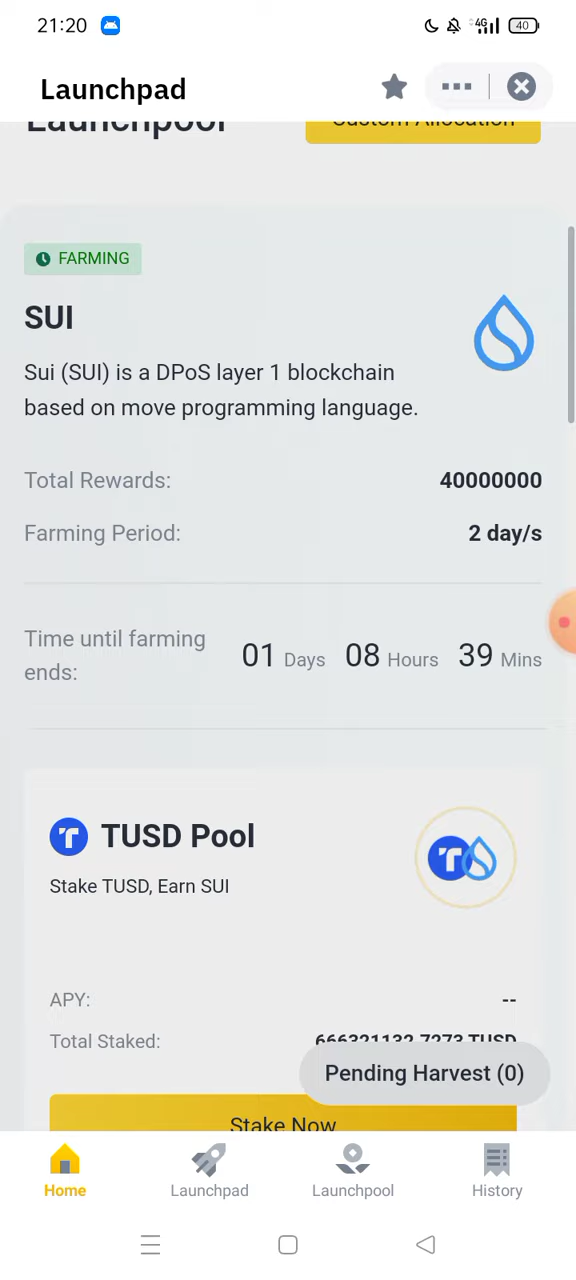 21:20
4G
40
Launchpad
Launchpool
Custom Allocation
FARMING
SUI
Sui (SUI) is a DPoS layer 1 blockchain
based on move programming language.
Total Rewards: 40000000
Farming Period: 2 day/s
Time until farming
ends:
01 Days 08 Hours 39 Mins
TUSD Pool
Stake TUSD, Earn SUI
APY: --
Total Staked: 666321132.7273 TUSD
Pending Harvest (0)
Stake Now
Home
Launchpad
Launchpool
History